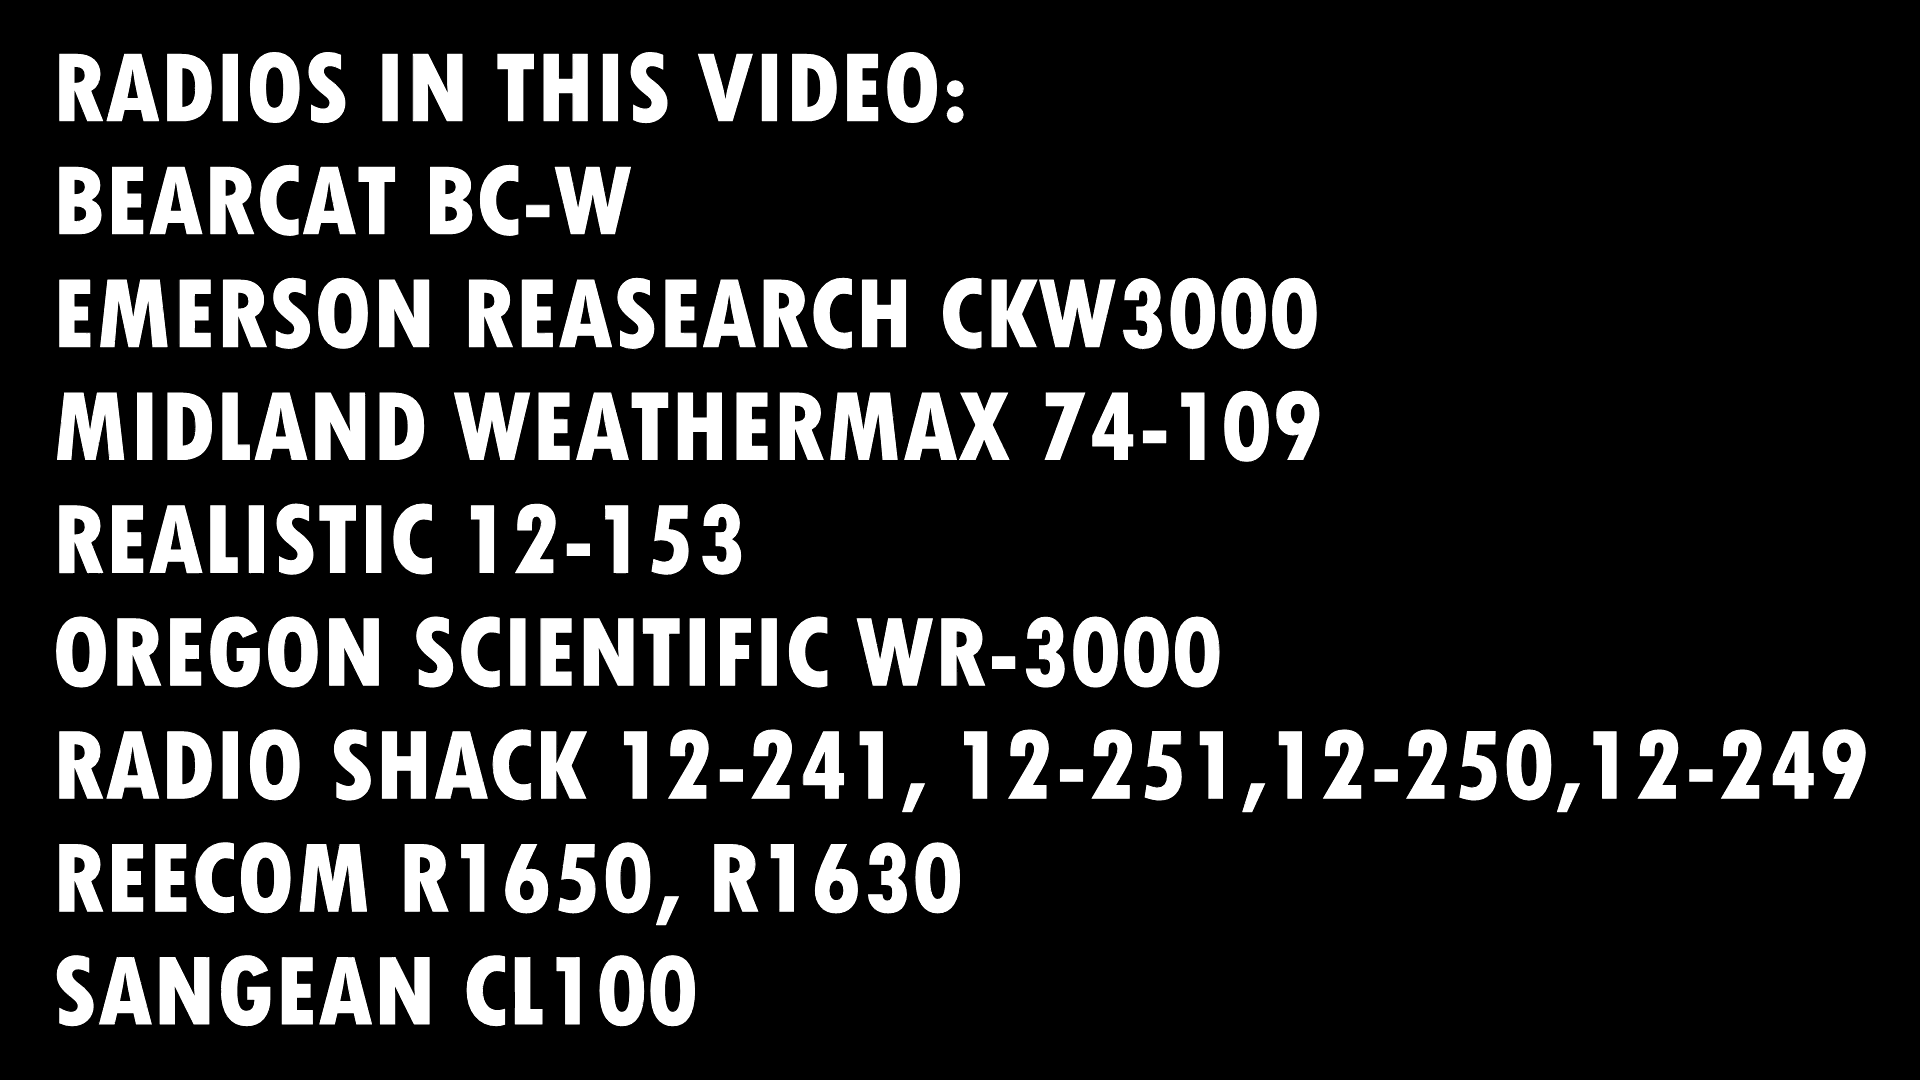 RADIOS IN THIS VIDEO:
BEARCAT BC-W
EMERSON REASEARCH CKW3000
MIDLAND WEATHERMAX 74-109
REALISTIC 12-153
OREGON SCIENTIFIC WR-3000
RADIO SHACK 12-241, 12-251,12-250,12-249
REECOM R1650, R1630
SANGEAN CL100